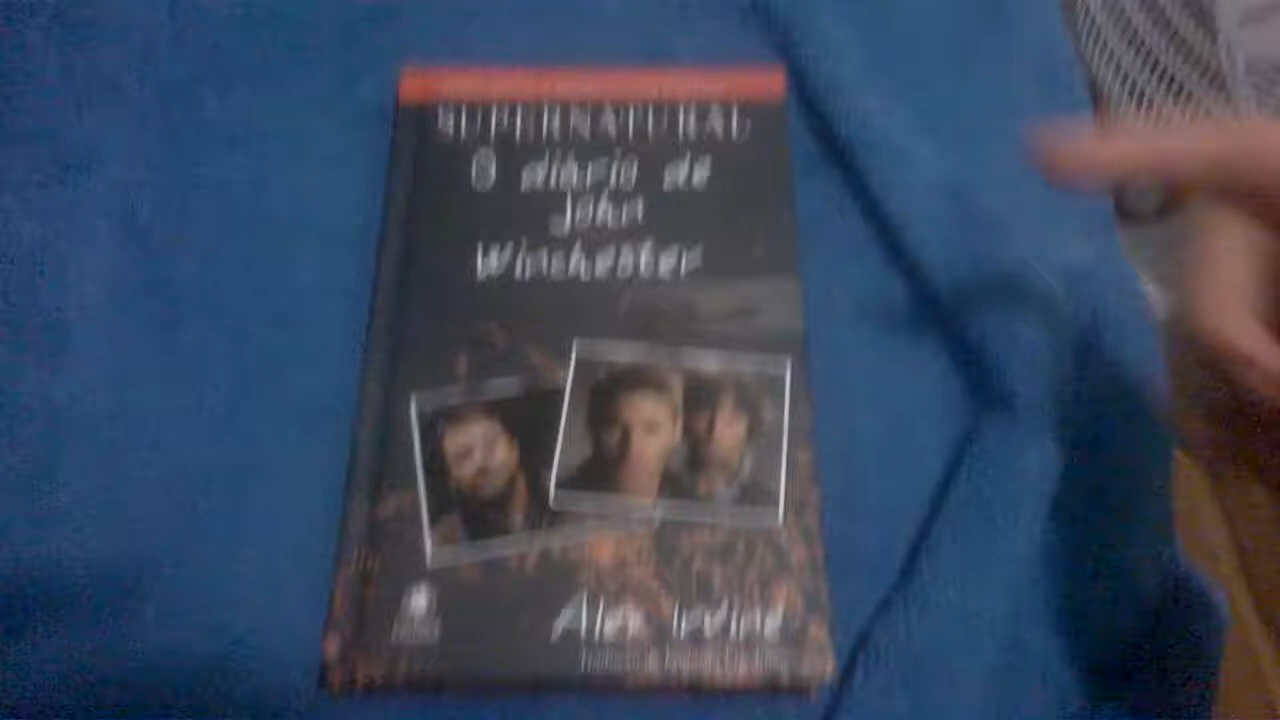 SUPERNATURAL
O diário de
John
Winchester
Alex Irvine